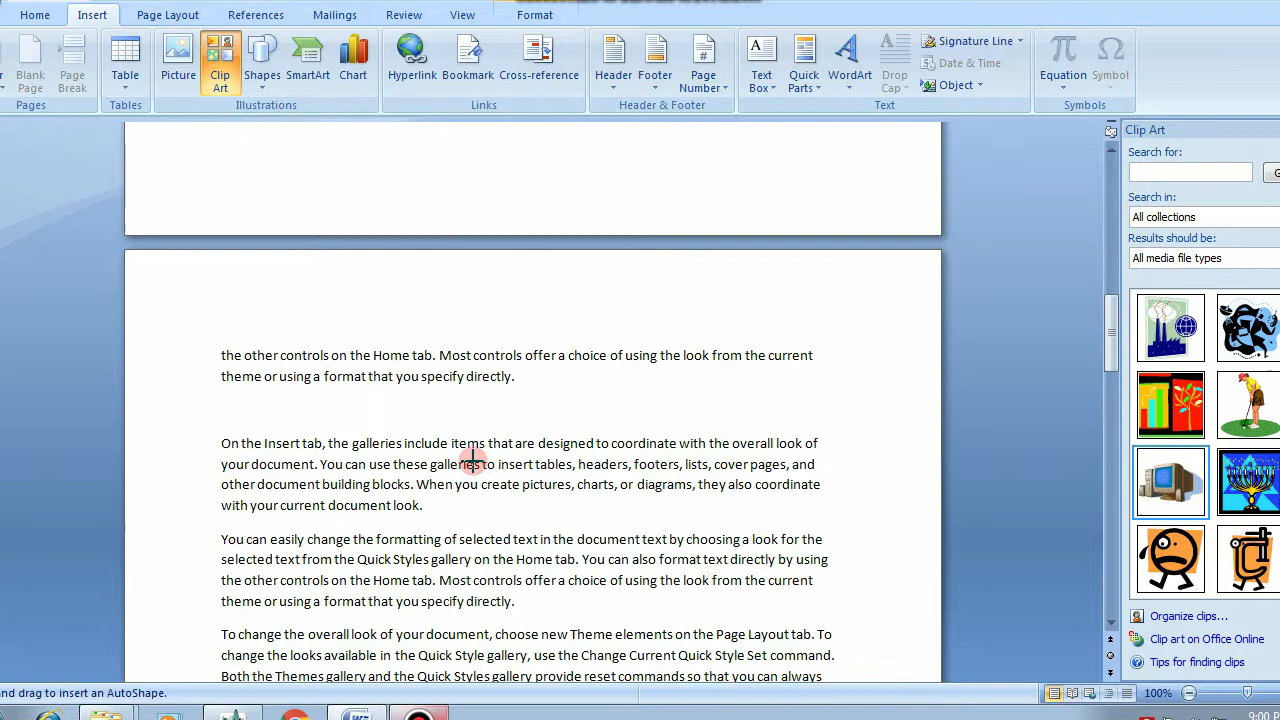 Home Insert Page Layout References Mailings Review View Format
Blank Page
Page Break
Table
Picture
Clip Art
Shapes
SmartArt
Chart
Hyperlink
Bookmark
Cross-reference
Header
Footer
Page Number
Text Box
Quick Parts
WordArt
Drop Cap
Signature Line
Date & Time
Object
Equation
Symbol
Pages Tables Illustrations Links Header & Footer Text Symbols
the other controls on the Home tab. Most controls offer a choice of using the look from the current
theme or using a format that you specify directly.
On the Insert tab, the galleries include items that are designed to coordinate with the overall look of
your document. You can use these galleries to insert tables, headers, footers, lists, cover pages, and
other document building blocks. When you create pictures, charts, or diagrams, they also coordinate
with your current document look.
You can easily change the formatting of selected text in the document text by choosing a look for the
selected text from the Quick Styles gallery on the Home tab. You can also format text directly by using
the other controls on the Home tab. Most controls offer a choice of using the look from the current
theme or using a format that you specify directly.
To change the overall look of your document, choose new Theme elements on the Page Layout tab. To
change the looks available in the Quick Style gallery, use the Change Current Quick Style Set command.
Both the Themes gallery and the Quick Styles gallery provide reset commands so that you can always
Clip Art
Search for:
Search in:
All collections
Results should be:
All media file types
Organize clips...
Clip art on Office Online
Tips for finding clips
and drag to insert an AutoShape.
100%
9:00 P